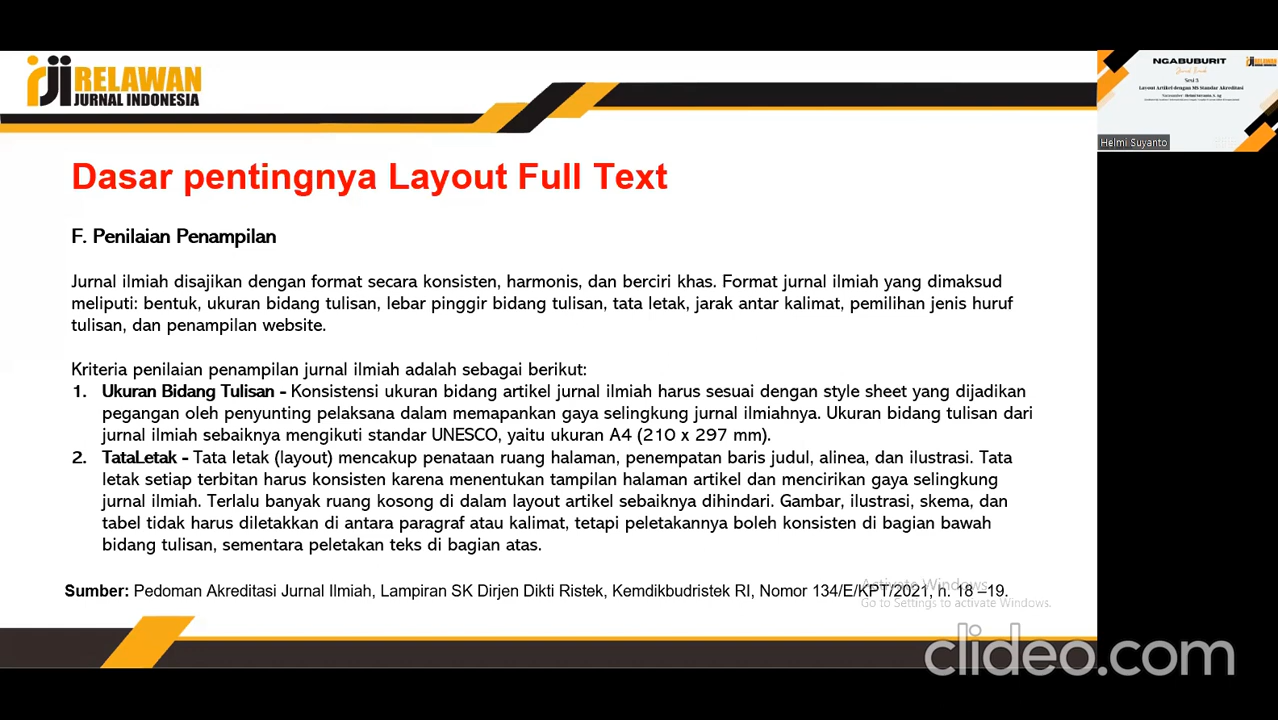 RELAWAN
JURNAL INDONESIA
NGABUBURIT
Sesi 3
Layout Artikel dengan MS Standar Akreditasi
Helmi Suyanto
Dasar pentingnya Layout Full Text
F. Penilaian Penampilan
Jurnal ilmiah disajikan dengan format secara konsisten, harmonis, dan berciri khas. Format jurnal ilmiah yang dimaksud
meliputi: bentuk, ukuran bidang tulisan, lebar pinggir bidang tulisan, tata letak, jarak antar kalimat, pemilihan jenis huruf
tulisan, dan penampilan website.
Kriteria penilaian penampilan jurnal ilmiah adalah sebagai berikut:
1. Ukuran Bidang Tulisan - Konsistensi ukuran bidang artikel jurnal ilmiah harus sesuai dengan style sheet yang dijadikan
pegangan oleh penyunting pelaksana dalam memapankan gaya selingkung jurnal ilmiahnya. Ukuran bidang tulisan dari
jurnal ilmiah sebaiknya mengikuti standar UNESCO, yaitu ukuran A4 (210 x 297 mm).
2. TataLetak - Tata letak (layout) mencakup penataan ruang halaman, penempatan baris judul, alinea, dan ilustrasi. Tata
letak setiap terbitan harus konsisten karena menentukan tampilan halaman artikel dan mencirikan gaya selingkung
jurnal ilmiah. Terlalu banyak ruang kosong di dalam layout artikel sebaiknya dihindari. Gambar, ilustrasi, skema, dan
tabel tidak harus diletakkan di antara paragraf atau kalimat, tetapi peletakannya boleh konsisten di bagian bawah
bidang tulisan, sementara peletakan teks di bagian atas.
Sumber: Pedoman Akreditasi Jurnal Ilmiah, Lampiran SK Dirjen Dikti Ristek, Kemdikbudristek RI, Nomor 134/E/KPT/2021, h. 18 –19.
Activate Windows
Go to Settings to activate Windows.
clideo.com